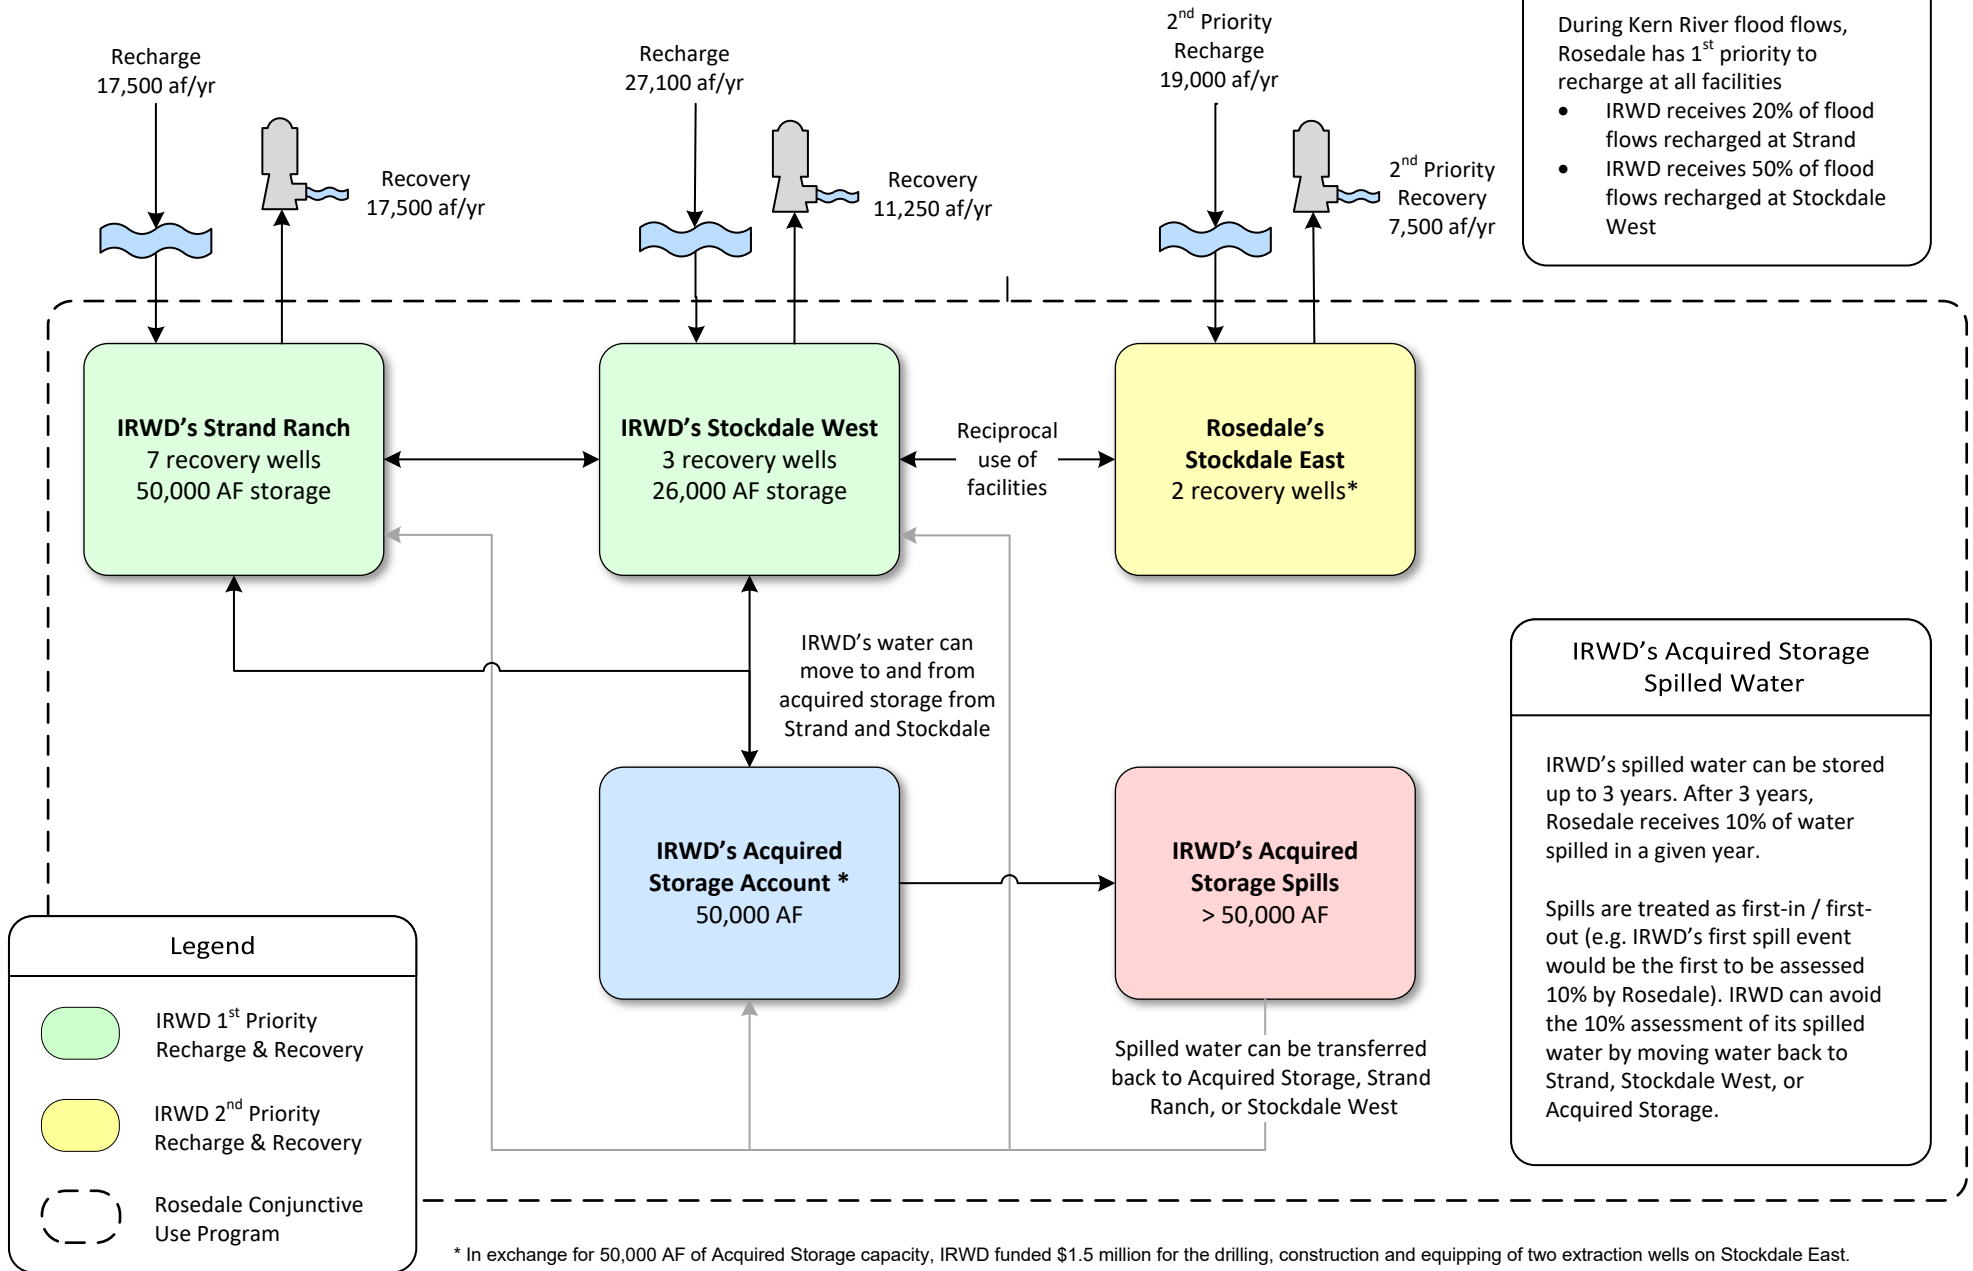 Recharge
17,500 af/yr
Recovery
17,500 af/yr
Recharge
27,100 af/yr
Recovery
11,250 af/yr
2nd Priority
Recharge
19,000 af/yr
2nd Priority
Recovery
7,500 af/yr
During Kern River flood flows,
Rosedale has 1st priority to
recharge at all facilities
• IRWD receives 20% of flood
flows recharged at Strand
• IRWD receives 50% of flood
flows recharged at Stockdale
West
IRWD’s Strand Ranch
7 recovery wells
50,000 AF storage
IRWD’s Stockdale West
3 recovery wells
26,000 AF storage
Reciprocal
use of
facilities
Rosedale’s
Stockdale East
2 recovery wells*
IRWD’s water can
move to and from
acquired storage from
Strand and Stockdale
IRWD’s Acquired
Storage Account *
50,000 AF
IRWD’s Acquired
Storage Spills
> 50,000 AF
Spilled water can be transferred
back to Acquired Storage, Strand
Ranch, or Stockdale West
IRWD’s Acquired Storage
Spilled Water
IRWD’s spilled water can be stored
up to 3 years. After 3 years,
Rosedale receives 10% of water
spilled in a given year.
Spills are treated as first-in / first-
out (e.g. IRWD’s first spill event
would be the first to be assessed
10% by Rosedale). IRWD can avoid
the 10% assessment of its spilled
water by moving water back to
Strand, Stockdale West, or
Acquired Storage.
Legend
IRWD 1st Priority
Recharge & Recovery
IRWD 2nd Priority
Recharge & Recovery
Rosedale Conjunctive
Use Program
* In exchange for 50,000 AF of Acquired Storage capacity, IRWD funded $1.5 million for the drilling, construction and equipping of two extraction wells on Stockdale East.